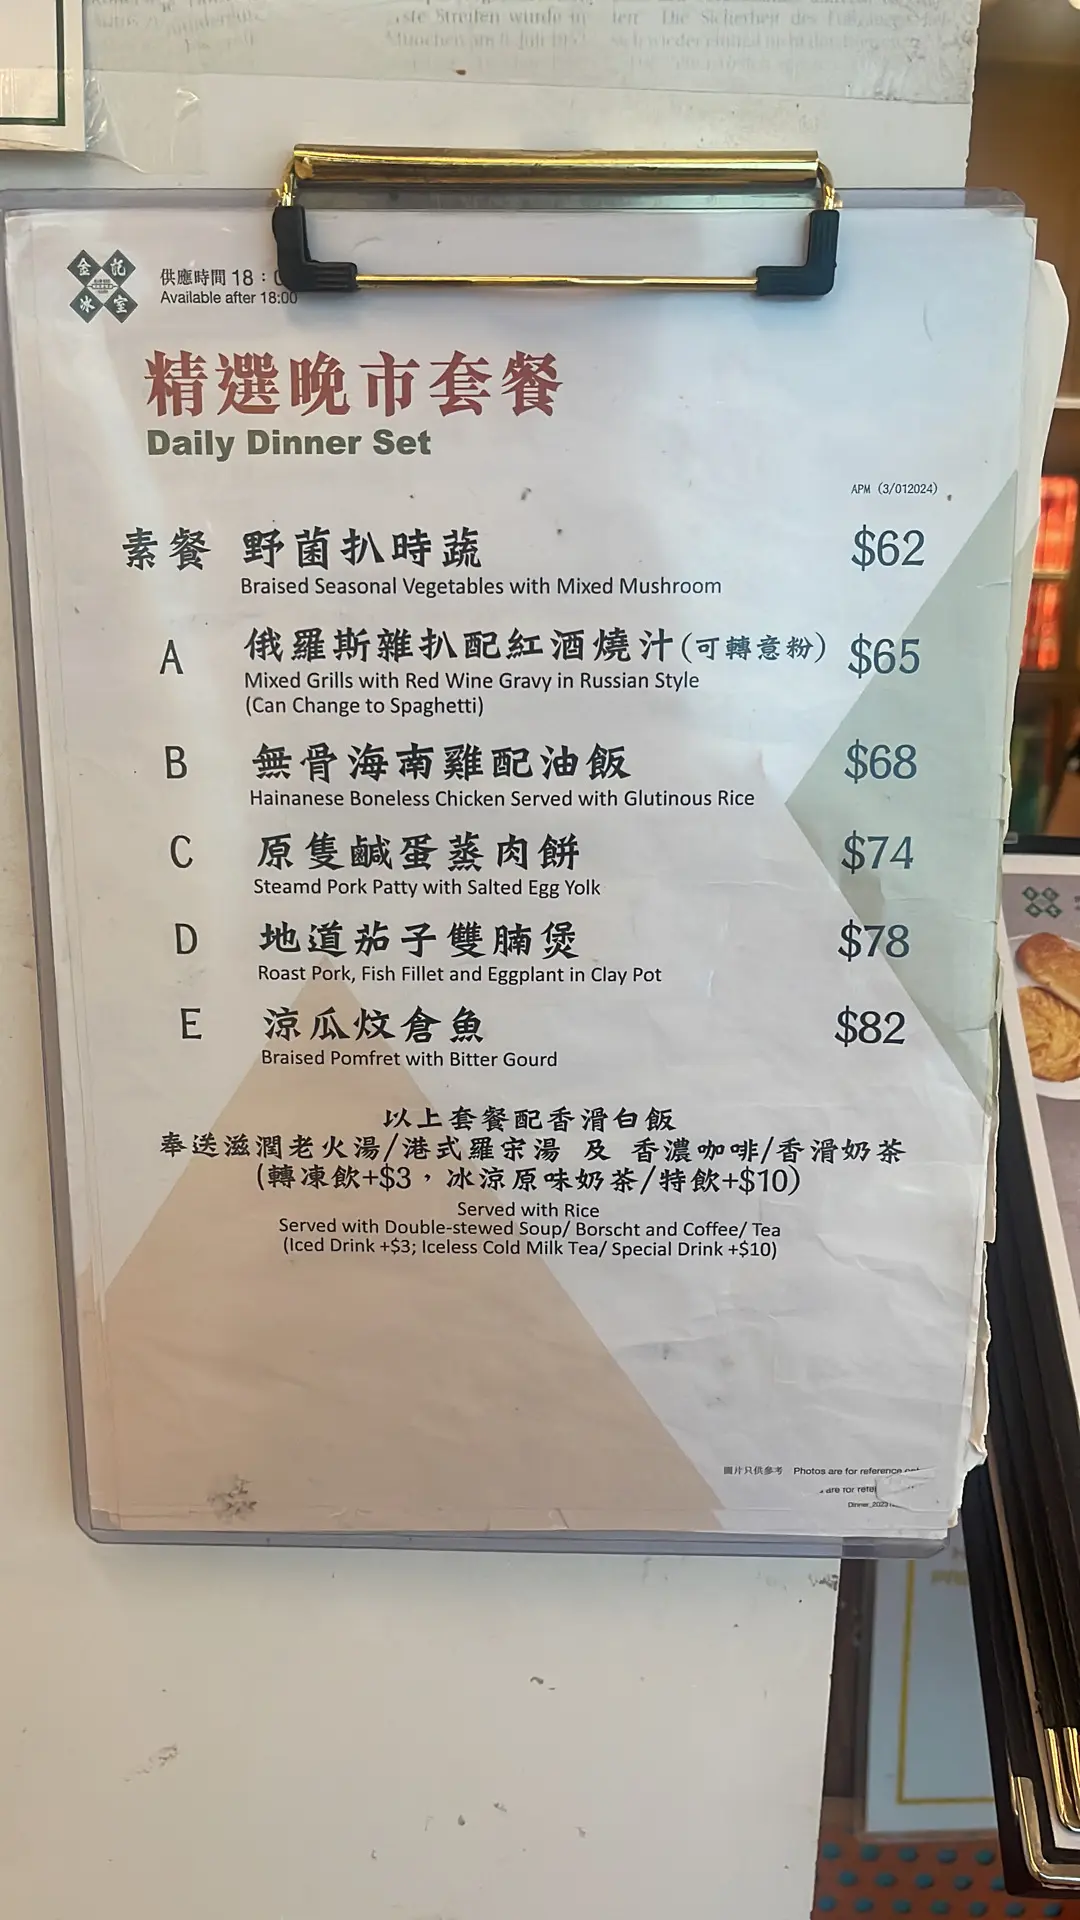 ste Streifen wurde in
金記冰室
供應時間 18：
Available after 18:00
精選晚市套餐
Daily Dinner Set
APM (3/012024)
素餐 野菌扒時蔬 $62
Braised Seasonal Vegetables with Mixed Mushroom
A 俄羅斯雜扒配紅酒燒汁(可轉意粉) $65
Mixed Grills with Red Wine Gravy in Russian Style
(Can Change to Spaghetti)
B 無骨海南雞配油飯 $68
Hainanese Boneless Chicken Served with Glutinous Rice
C 原隻鹹蛋蒸肉餅 $74
Steamd Pork Patty with Salted Egg Yolk
D 地道茄子雙腩煲 $78
Roast Pork, Fish Fillet and Eggplant in Clay Pot
E 涼瓜炆倉魚 $82
Braised Pomfret with Bitter Gourd
以上套餐配香滑白飯
奉送滋潤老火湯/港式羅宋湯 及 香濃咖啡/香滑奶茶
(轉凍飲+$3，冰涼原味奶茶/特飲+$10)
Served with Rice
Served with Double-stewed Soup/ Borscht and Coffee/ Tea
(Iced Drink +$3; Iceless Cold Milk Tea/ Special Drink +$10)
圖片只供參考 Photos are for reference
are for